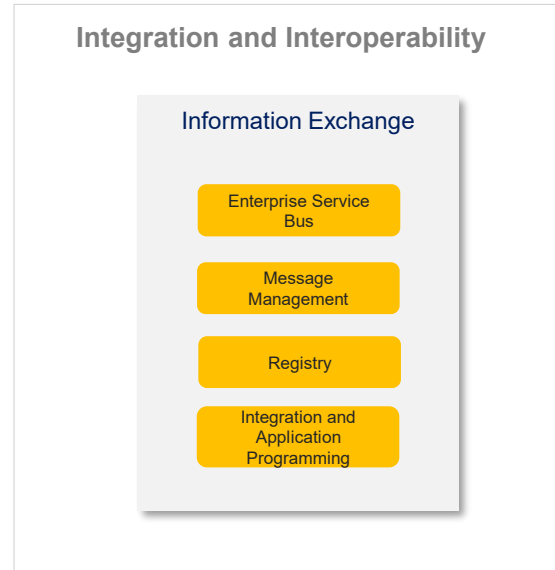 Integration and Interoperability
Information Exchange
Enterprise Service
Bus
Message
Management
Registry
Integration and
Application
Programming